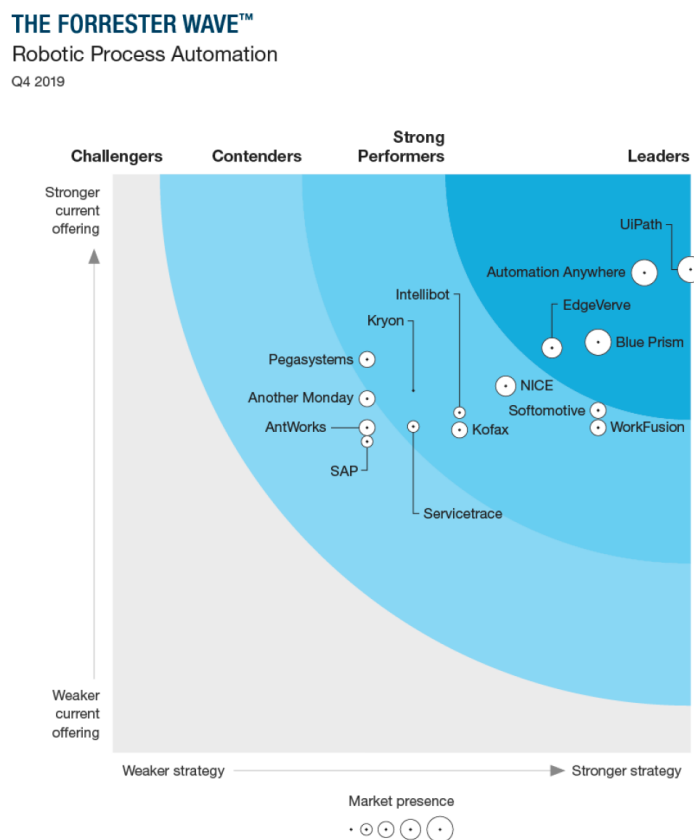 THE FORRESTER WAVE™
Robotic Process Automation
Q4 2019
Challengers
Contenders
Strong
Performers
Leaders
Stronger
current
offering
UiPath
Automation Anywhere
Intellibot
EdgeVerve
Kryon
Blue Prism
Pegasystems
NICE
Another Monday
Softomotive
AntWorks
Kofax
WorkFusion
SAP
Servicetrace
Weaker
current
offering
Weaker strategy
Stronger strategy
Market presence